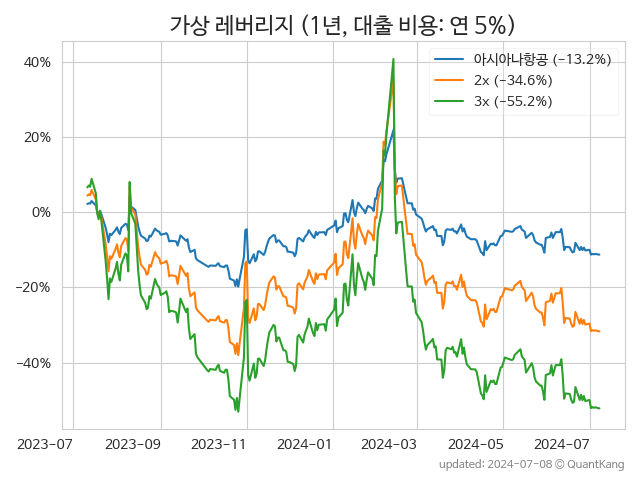 가상 레버리지 (1년, 대출 비용: 연 5%)
아시아나항공 (−13.2%)
2x (−34.6%)
3x (−55.2%)
40%
20%
0%
−20%
−40%
2023-07 2023-09 2023-11 2024-01 2024-03 2024-05 2024-07
updated: 2024-07-08 © QuantKang